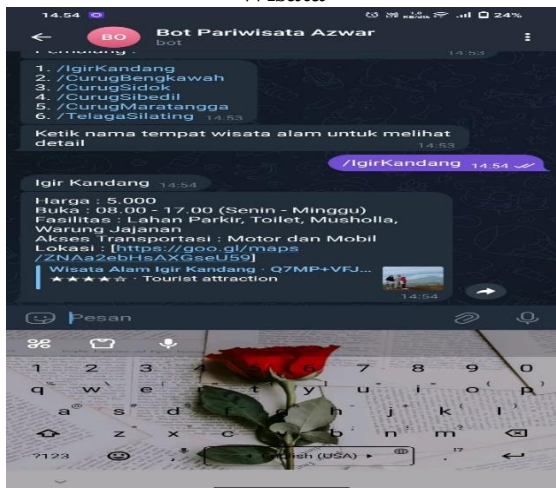 14.54
24%
BO
Bot Pariwisata Azwar
bot
14:53
1. /IgirKandang
2. /CurugBengkawah
3. /CurugSidok
4. /CurugSibedil
5. /CurugMaratangga
6. /TelagaSilating 14:53
Ketik nama tempat wisata alam untuk melihat
detail
14:53
/IgirKandang 14:54
Igir Kandang 14:54
Harga : 5.000
Buka : 08.00 - 17.00 (Senin - Minggu)
Fasilitas : Lahan Parkir, Toilet, Musholla,
Warung Jajanan
Akses Transportasi : Motor dan Mobil
Lokasi : [https://goo.gl/maps
/ZNAa2ebHsAXGseU59]
Wisata Alam Igir Kandang · Q7MP+VFJ...
★★★★☆ · Tourist attraction
14:54
Pesan
1 2 3 7 8 9 0
q w e t y u i o p
a s d h j k l
z x c v b n m
?123 English (USA)